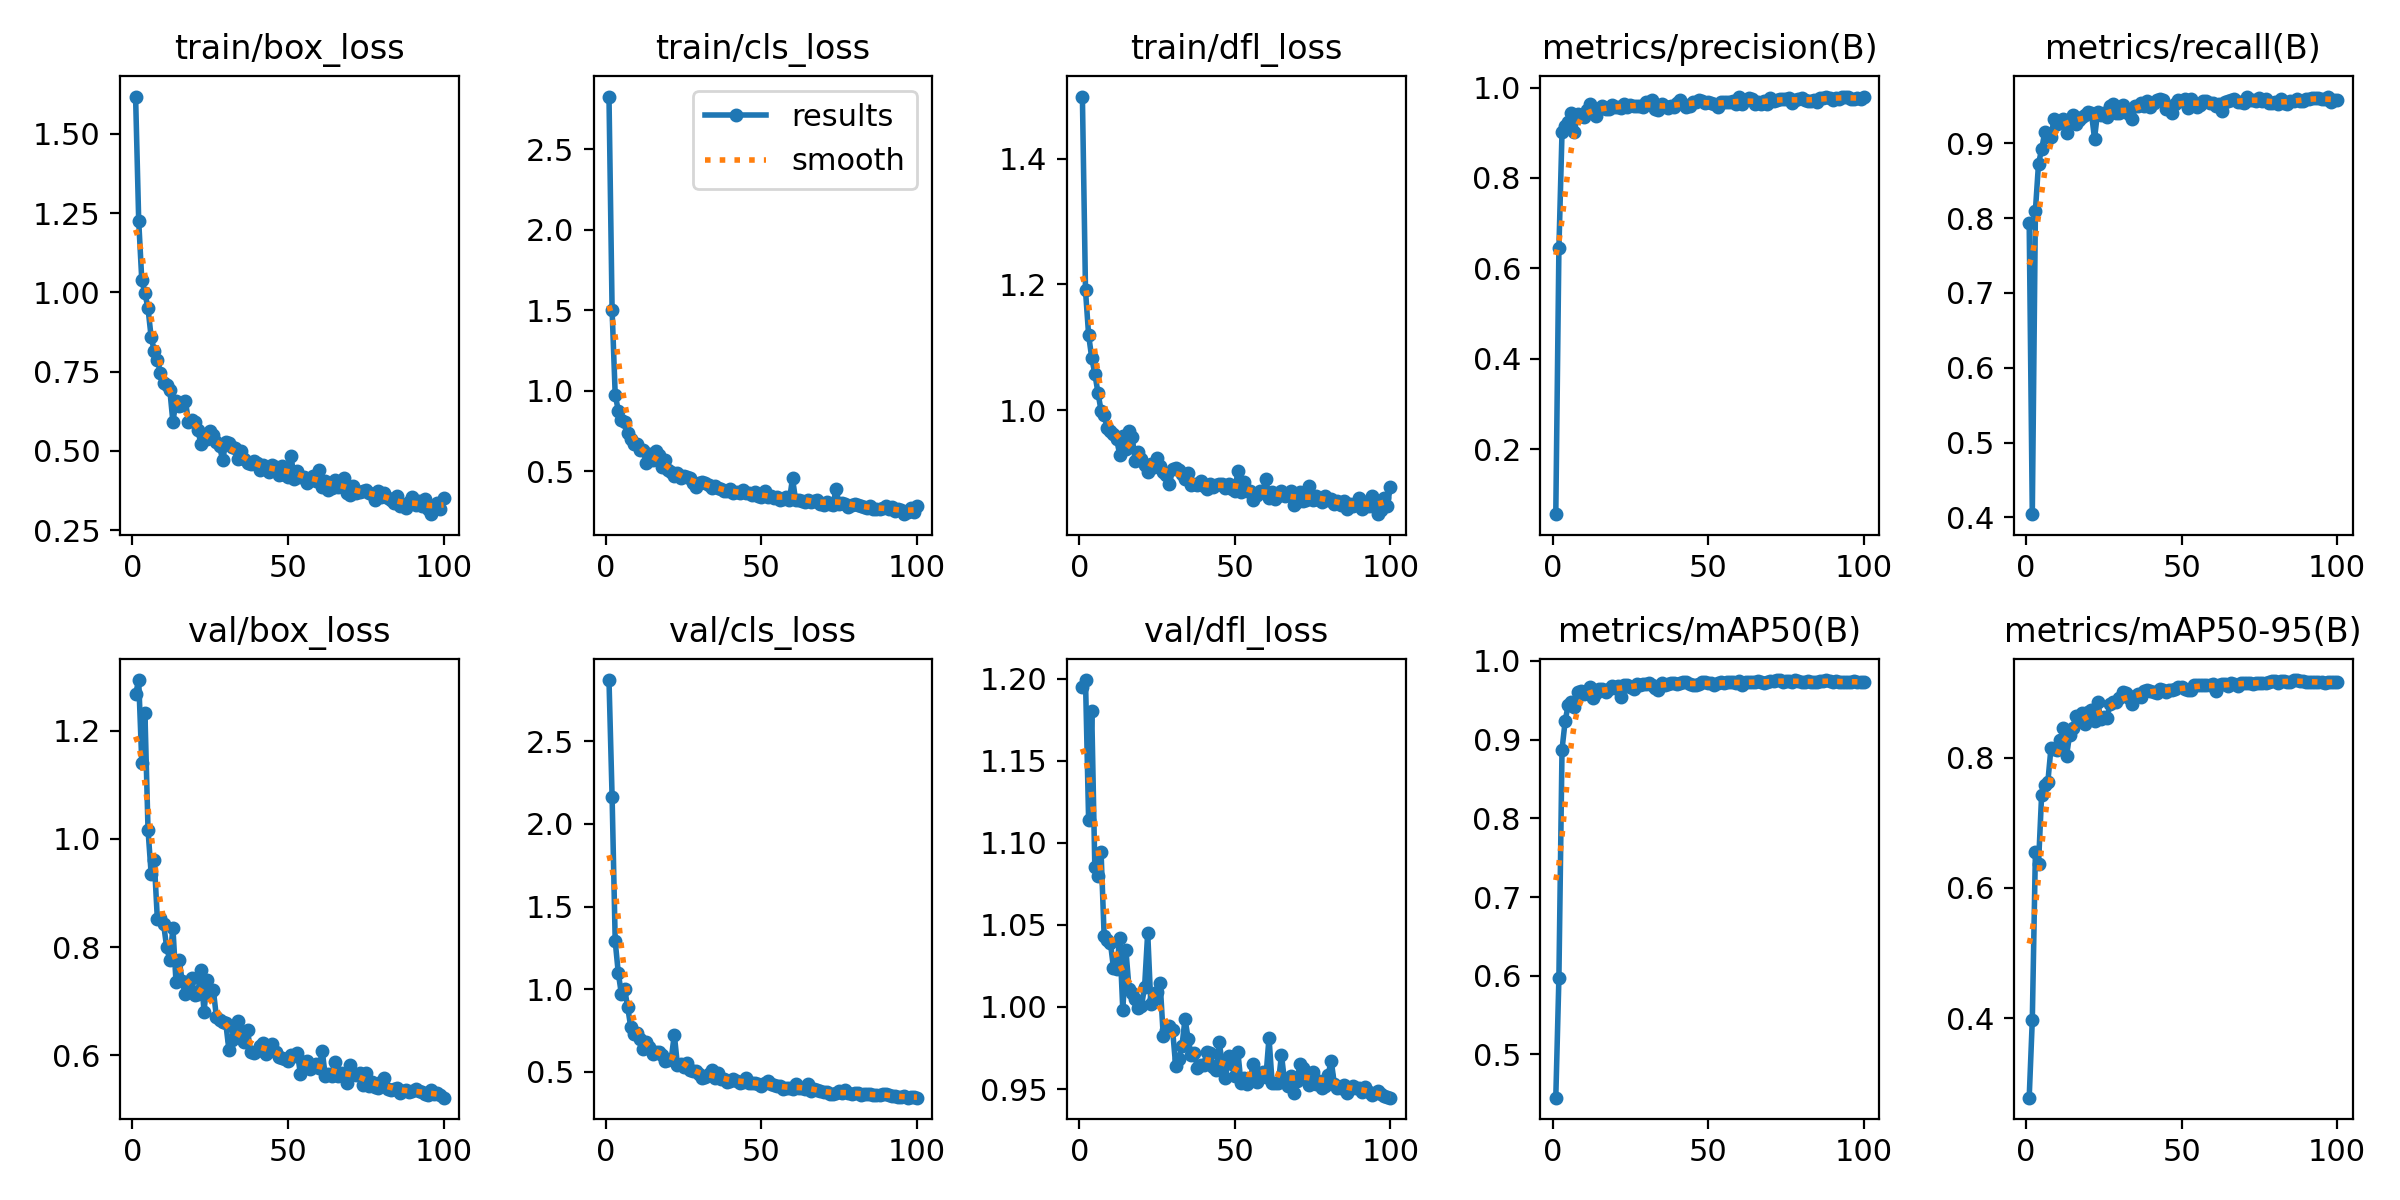 train/box_loss
1.50
1.25
1.00
0.75
0.50
0.25
0 50 100
train/cls_loss
results
smooth
2.5
2.0
1.5
1.0
0.5
0 50 100
train/dfl_loss
1.4
1.2
1.0
0 50 100
metrics/precision(B)
1.0
0.8
0.6
0.4
0.2
0 50 100
metrics/recall(B)
0.9
0.8
0.7
0.6
0.5
0.4
0 50 100
val/box_loss
1.2
1.0
0.8
0.6
0 50 100
val/cls_loss
2.5
2.0
1.5
1.0
0.5
0 50 100
val/dfl_loss
1.20
1.15
1.10
1.05
1.00
0.95
0 50 100
metrics/mAP50(B)
1.0
0.9
0.8
0.7
0.6
0.5
0 50 100
metrics/mAP50-95(B)
0.8
0.6
0.4
0 50 100